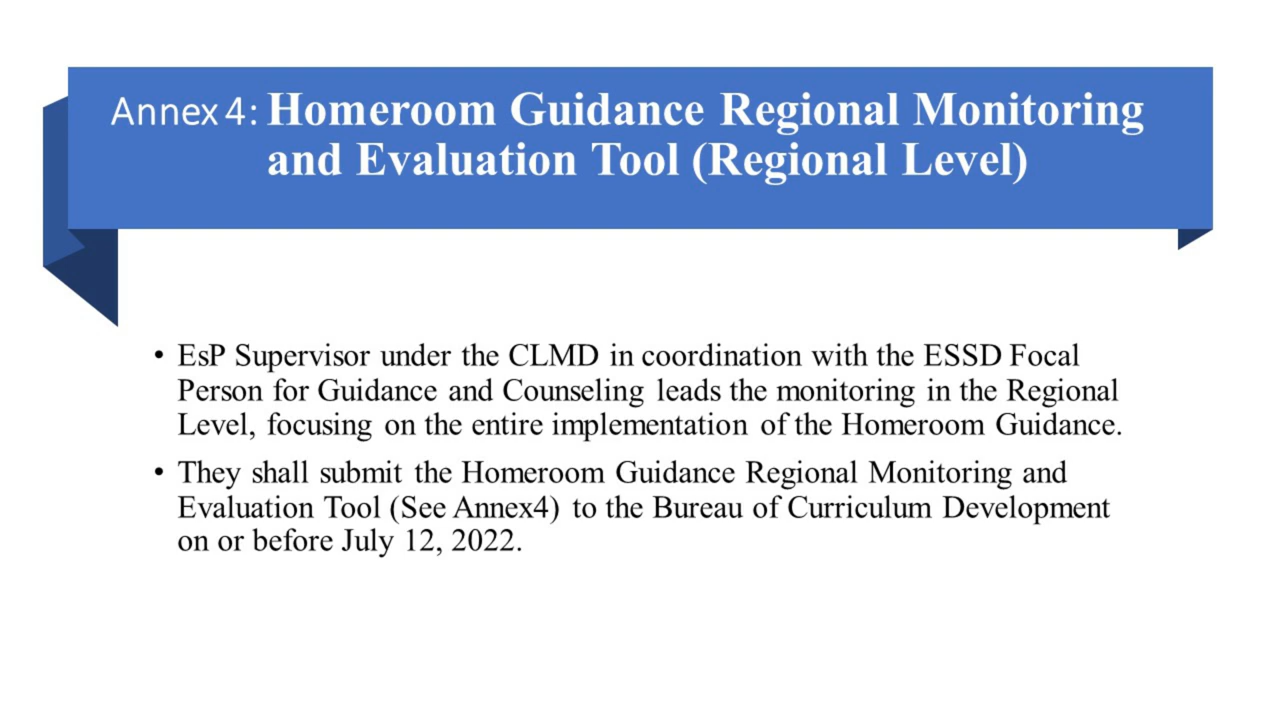 Annex 4: Homeroom Guidance Regional Monitoring
and Evaluation Tool (Regional Level)
• EsP Supervisor under the CLMD in coordination with the ESSD Focal
Person for Guidance and Counseling leads the monitoring in the Regional
Level, focusing on the entire implementation of the Homeroom Guidance.
• They shall submit the Homeroom Guidance Regional Monitoring and
Evaluation Tool (See Annex4) to the Bureau of Curriculum Development
on or before July 12, 2022.